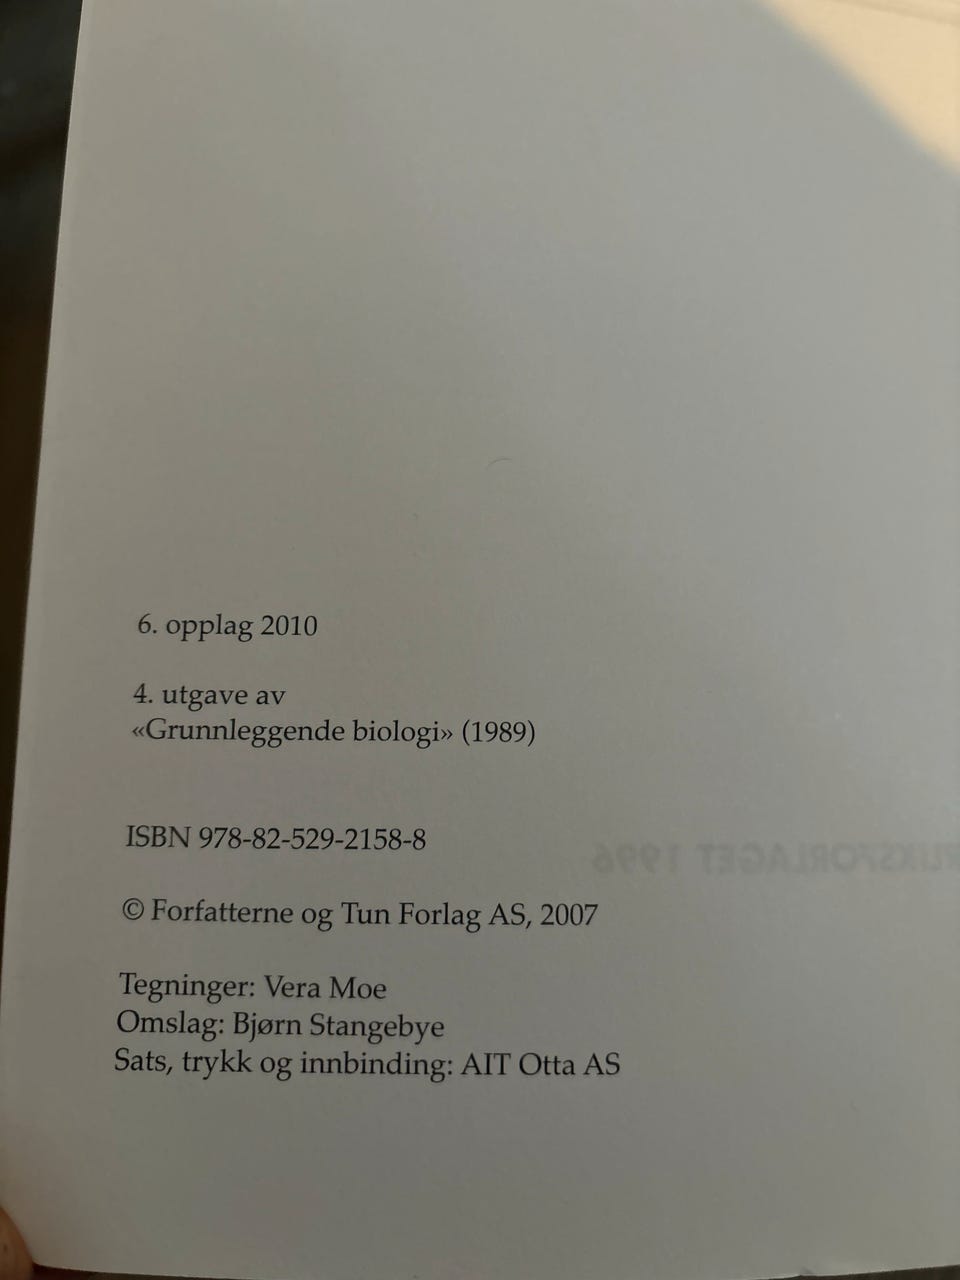 6. opplag 2010
4. utgave av
«Grunnleggende biologi» (1989)
ISBN 978-82-529-2158-8
© Forfatterne og Tun Forlag AS, 2007
Tegninger: Vera Moe
Omslag: Bjørn Stangebye
Sats, trykk og innbinding: AIT Otta AS